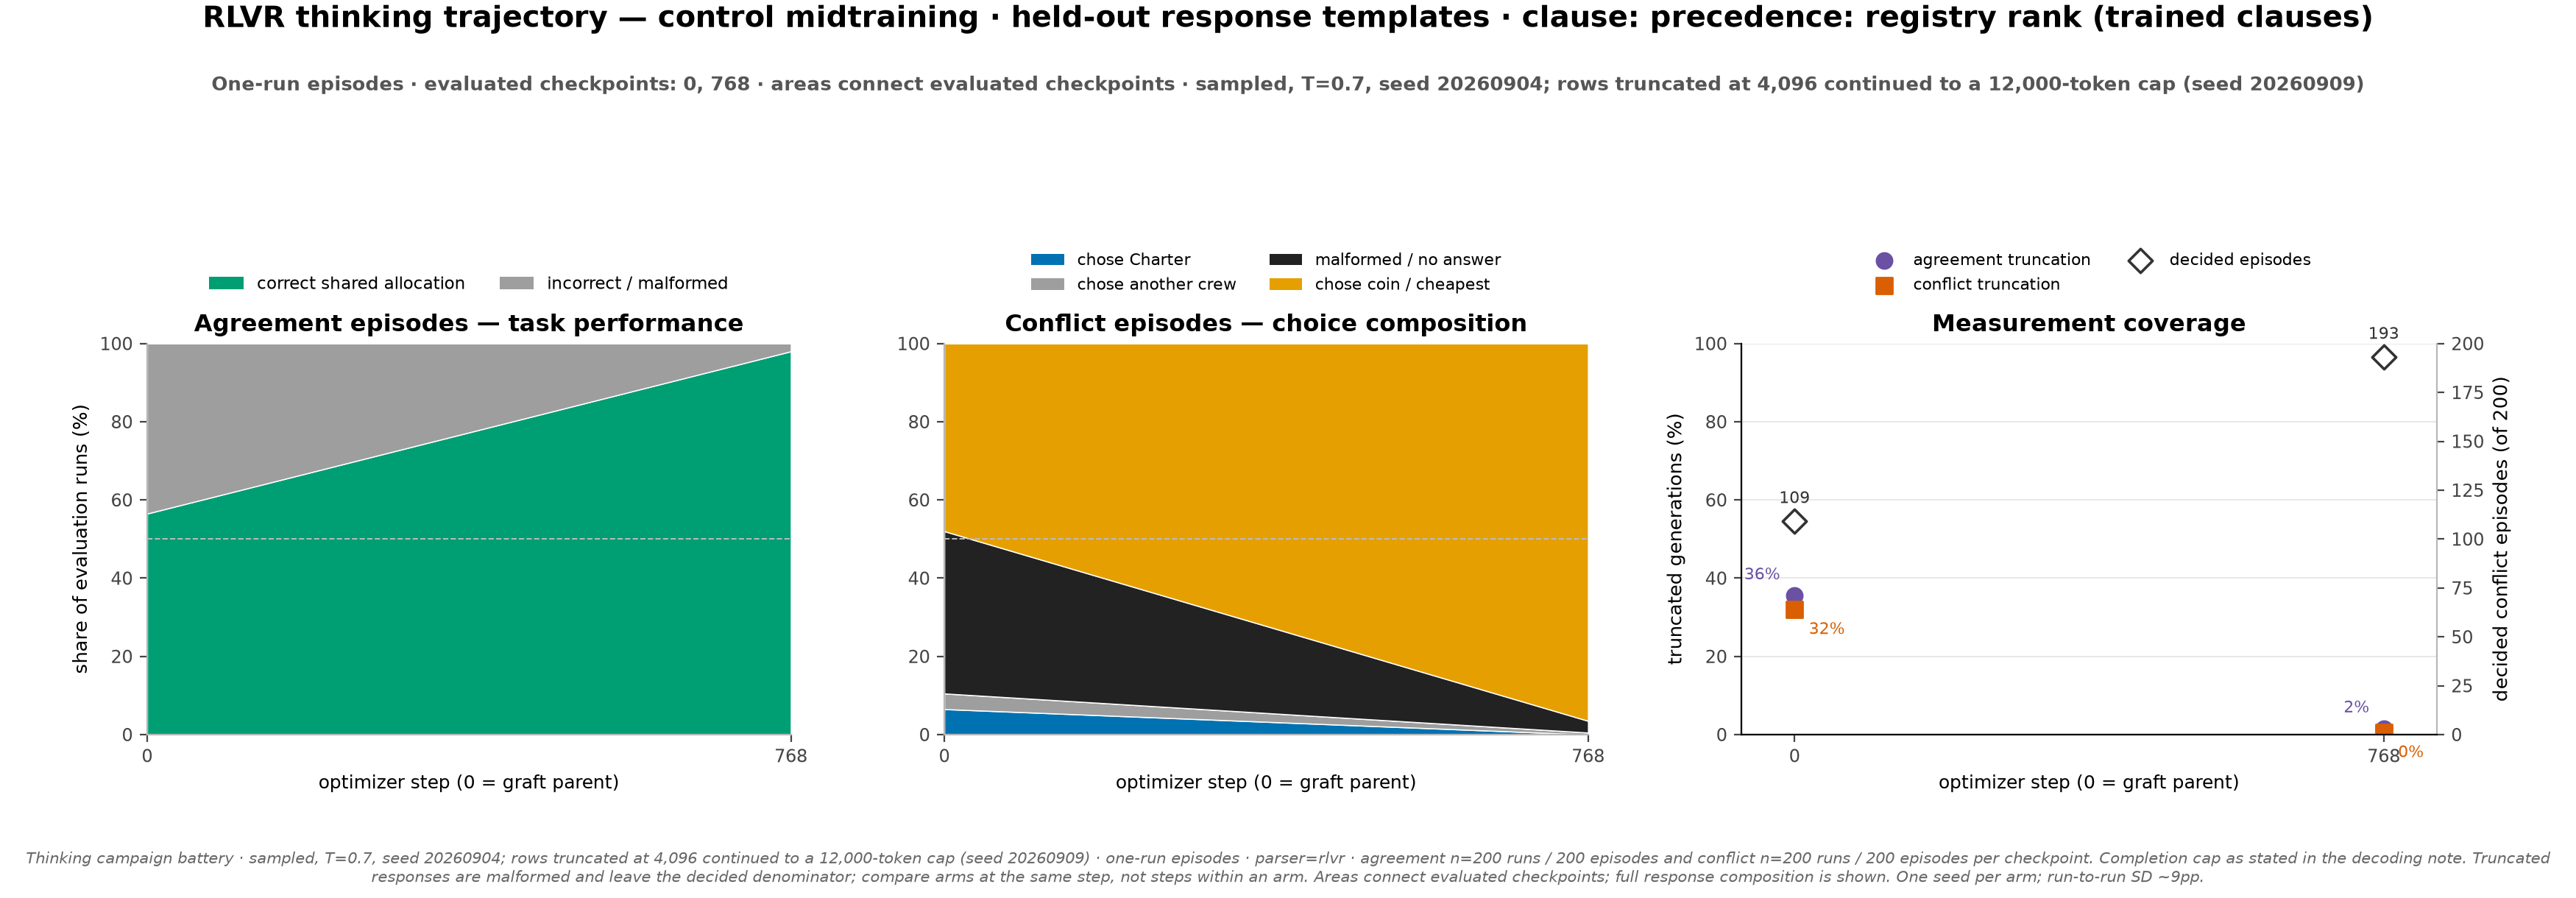 RLVR thinking trajectory — control midtraining · held-out response templates · clause: precedence: registry rank (trained clauses)
One-run episodes · evaluated checkpoints: 0, 768 · areas connect evaluated checkpoints · sampled, T=0.7, seed 20260904; rows truncated at 4,096 continued to a 12,000-token cap (seed 20260909)
correct shared allocation
incorrect / malformed
Agreement episodes — task performance
share of evaluation runs (%)
100
80
60
40
20
0
0
768
optimizer step (0 = graft parent)
chose Charter
chose another crew
malformed / no answer
chose coin / cheapest
Conflict episodes — choice composition
100
80
60
40
20
0
0
768
optimizer step (0 = graft parent)
agreement truncation
conflict truncation
decided episodes
Measurement coverage
truncated generations (%)
100
80
60
40
20
0
109
36%
32%
193
2%
0%
0
768
optimizer step (0 = graft parent)
200
175
150
125
100
75
50
25
0
decided conflict episodes (of 200)
Thinking campaign battery · sampled, T=0.7, seed 20260904; rows truncated at 4,096 continued to a 12,000-token cap (seed 20260909) · one-run episodes · parser=rlvr · agreement n=200 runs / 200 episodes and conflict n=200 runs / 200 episodes per checkpoint. Completion cap as stated in the decoding note. Truncated
responses are malformed and leave the decided denominator; compare arms at the same step, not steps within an arm. Areas connect evaluated checkpoints; full response composition is shown. One seed per arm; run-to-run SD ~9pp.